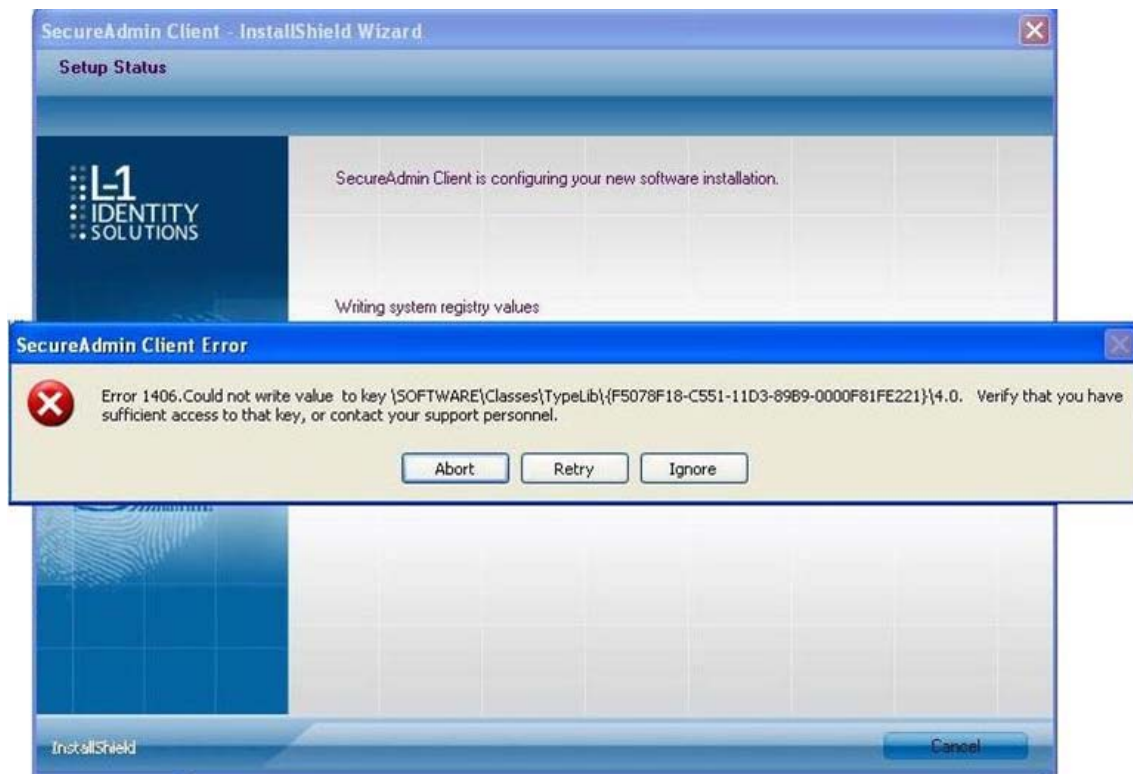 SecureAdmin Client - InstallShield Wizard
Setup Status
L-1
IDENTITY
SOLUTIONS
SecureAdmin Client is configuring your new software installation.
Writing system registry values
SecureAdmin Client Error
Error 1406.Could not write value to key \SOFTWARE\Classes\TypeLib\{F5078F18-C551-11D3-89B9-0000F81FE221}\4.0. Verify that you have
sufficient access to that key, or contact your support personnel.
Abort Retry Ignore
InstallShield
Cancel